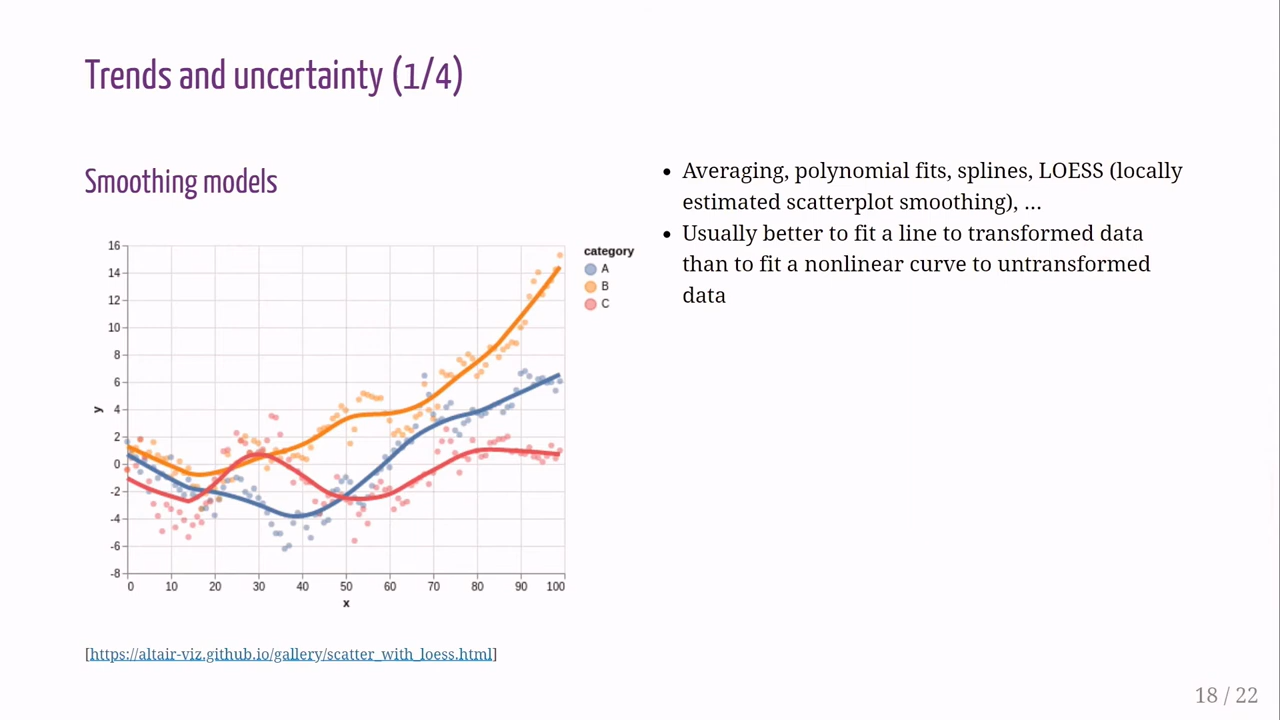 Trends and uncertainty (1/4)
Smoothing models
16
14
12
10
8
6
4
2
0
-2
-4
-6
-8
y
0 10 20 30 40 50 60 70 80 90 100
x
category
A
B
C
[https://altair-viz.github.io/gallery/scatter_with_loess.html]
• Averaging, polynomial fits, splines, LOESS (locally
estimated scatterplot smoothing), ...
• Usually better to fit a line to transformed data
than to fit a nonlinear curve to untransformed
data
18 / 22